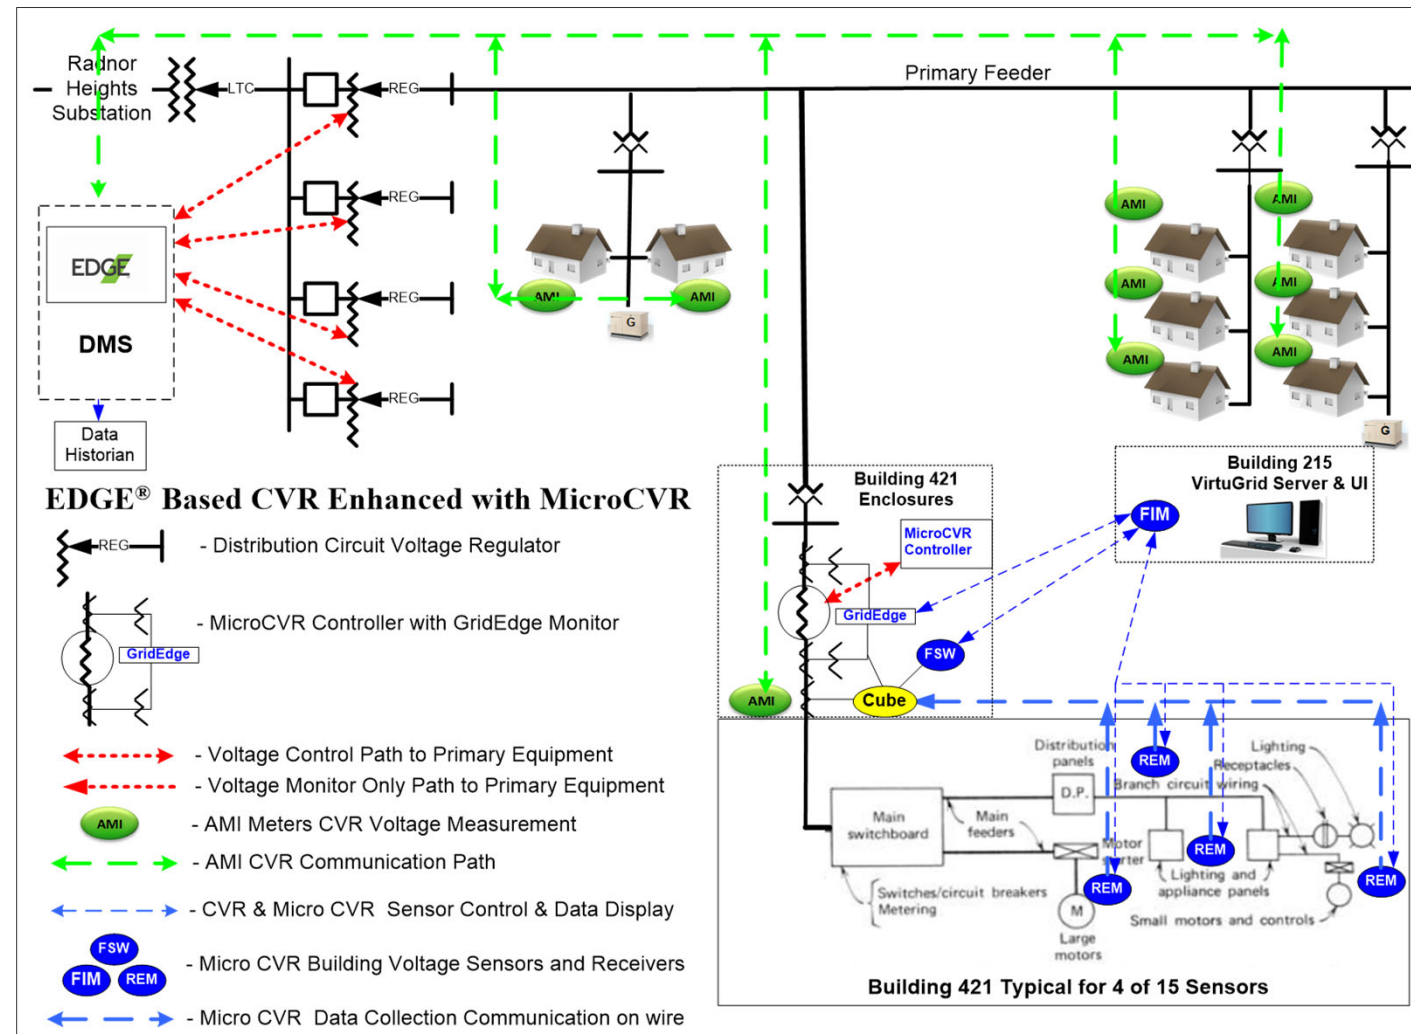 Radnor
Heights
Substation
LTC
REG
Primary Feeder
REG
REG
REG
EDGE
DMS
Data
Historian
AMI
AMI
G
AMI
AMI
AMI
AMI
AMI
AMI
G
EDGE® Based CVR Enhanced with MicroCVR
REG
- Distribution Circuit Voltage Regulator
GridEdge
- MicroCVR Controller with GridEdge Monitor
- Voltage Control Path to Primary Equipment
- Voltage Monitor Only Path to Primary Equipment
AMI
- AMI Meters CVR Voltage Measurement
- AMI CVR Communication Path
- CVR & Micro CVR Sensor Control & Data Display
FSW
FIM
REM
- Micro CVR Building Voltage Sensors and Receivers
- Micro CVR Data Collection Communication on wire
Building 421
Enclosures
MicroCVR
Controller
GridEdge
FSW
Cube
AMI
Building 215
VirtuGrid Server & UI
FIM
Distribution
panels
D.P.
REM
Lighting
Receptacles
Branch circuit wiring
Main
switchboard
Main
feeders
Motor
starter
REM
REM
REM
Lighting and
appliance panels
Switches/circuit breakers
Metering
M
Large
motors
Small motors and controls
Building 421 Typical for 4 of 15 Sensors